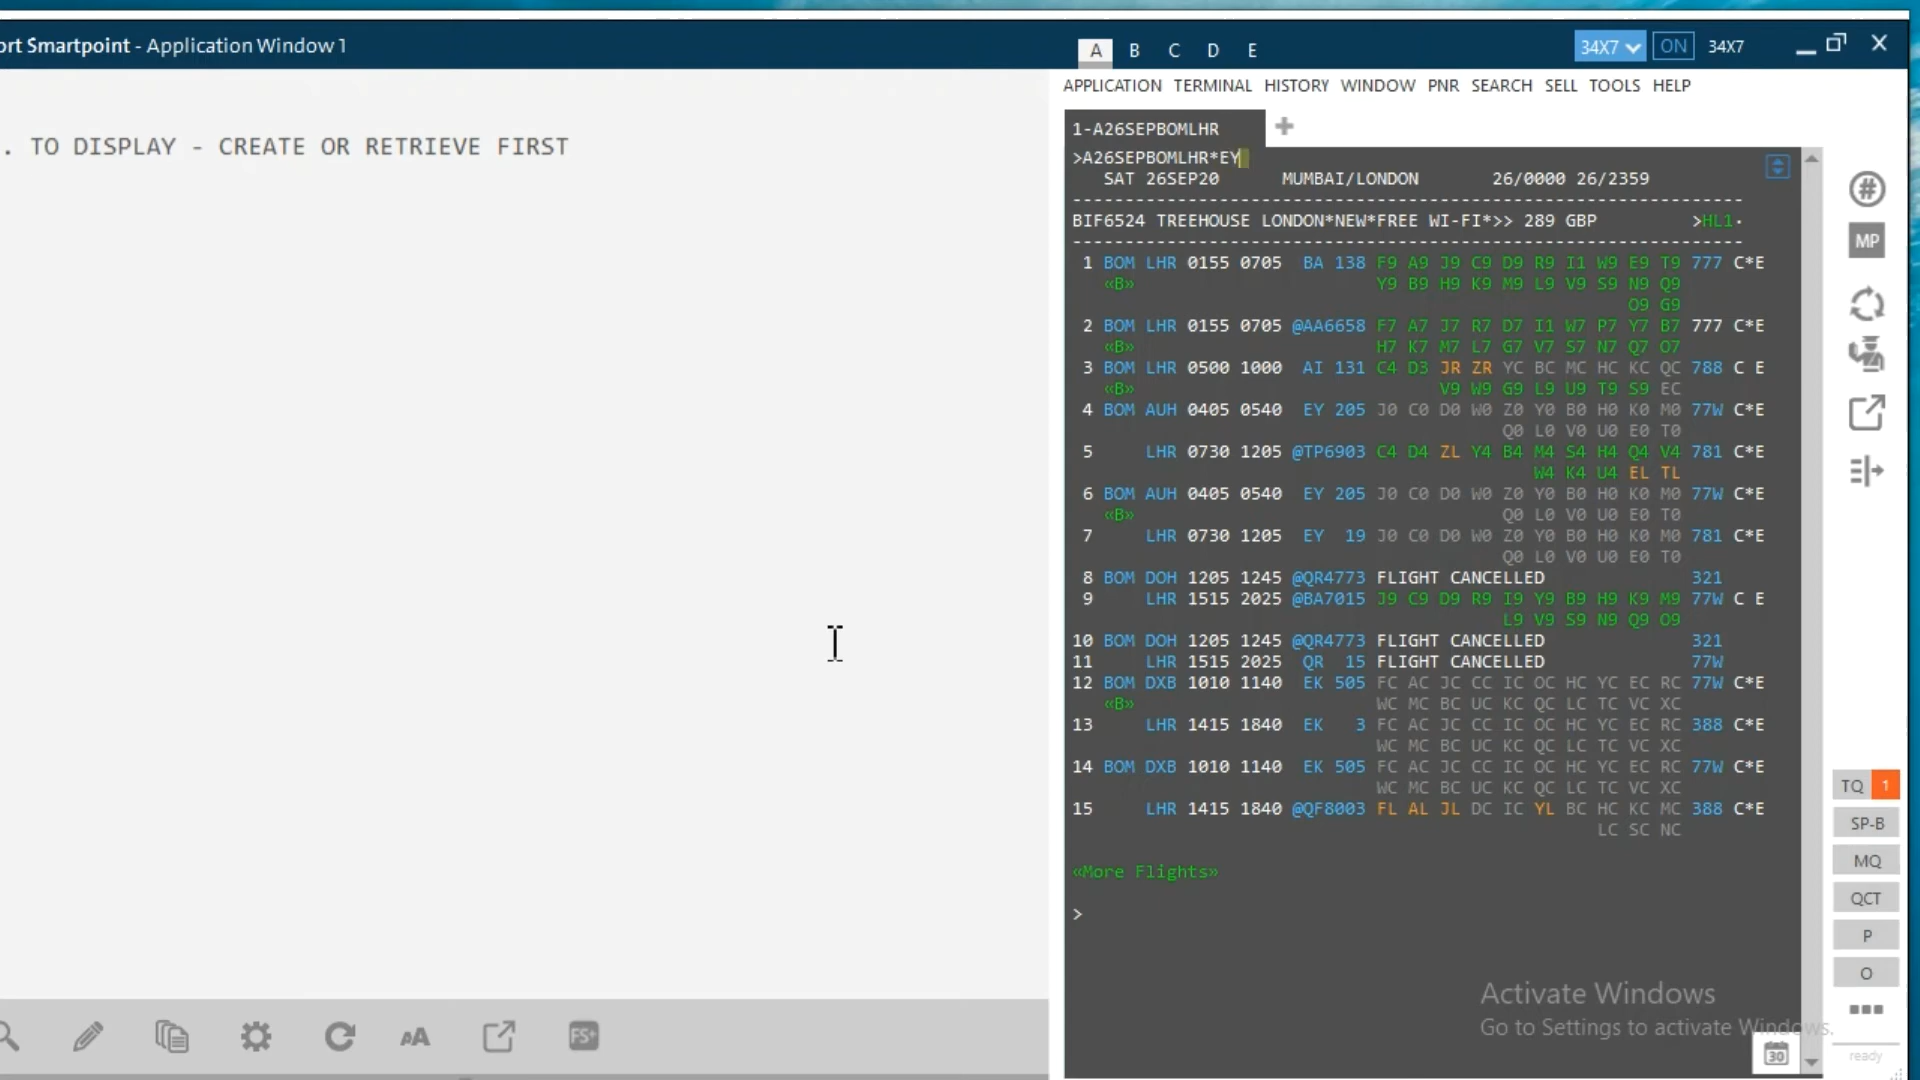 ort Smartpoint - Application Window 1
A B C D E
34X7 ON 34X7
APPLICATION TERMINAL HISTORY WINDOW PNR SEARCH SELL TOOLS HELP
. TO DISPLAY - CREATE OR RETRIEVE FIRST
1-A26SEPBOMLHR
>A26SEPBOMLHR*EY
SAT 26SEP20 MUMBAI/LONDON 26/0000 26/2359
----------------------------------------------------------------
BIF6524 TREEHOUSE LONDON*NEW*FREE WI-FI*>> 289 GBP >HL1·
----------------------------------------------------------------
1 BOM LHR 0155 0705 BA 138 F9 A9 J9 C9 D9 R9 I1 W9 E9 T9 777 C*E
«B» Y9 B9 H9 K9 M9 L9 V9 S9 N9 Q9
O9 G9
2 BOM LHR 0155 0705 @AA6658 F7 A7 J7 R7 D7 I1 W7 P7 Y7 B7 777 C*E
«B» H7 K7 M7 L7 G7 V7 S7 N7 Q7 O7
3 BOM LHR 0500 1000 AI 131 C4 D3 JR ZR YC BC MC HC KC QC 788 C E
«B» V9 W9 G9 L9 U9 T9 S9 EC
4 BOM AUH 0405 0540 EY 205 J0 C0 D0 W0 Z0 Y0 B0 H0 K0 M0 77W C*E
Q0 L0 V0 U0 E0 T0
5 LHR 0730 1205 @TP6903 C4 D4 ZL Y4 B4 M4 S4 H4 Q4 V4 781 C*E
W4 K4 U4 EL TL
6 BOM AUH 0405 0540 EY 205 J0 C0 D0 W0 Z0 Y0 B0 H0 K0 M0 77W C*E
«B» Q0 L0 V0 U0 E0 T0
7 LHR 0730 1205 EY 19 J0 C0 D0 W0 Z0 Y0 B0 H0 K0 M0 781 C*E
Q0 L0 V0 U0 E0 T0
8 BOM DOH 1205 1245 @QR4773 FLIGHT CANCELLED 321
9 LHR 1515 2025 @BA7015 J9 C9 D9 R9 I9 Y9 B9 H9 K9 M9 77W C E
L9 V9 S9 N9 Q9 O9
10 BOM DOH 1205 1245 @QR4773 FLIGHT CANCELLED 321
11 LHR 1515 2025 QR 15 FLIGHT CANCELLED 77W
12 BOM DXB 1010 1140 EK 505 FC AC JC CC IC OC HC YC EC RC 77W C*E
«B» WC MC BC UC KC QC LC TC VC XC
13 LHR 1415 1840 EK 3 FC AC JC CC IC OC HC YC EC RC 388 C*E
WC MC BC UC KC QC LC TC VC XC
14 BOM DXB 1010 1140 EK 505 FC AC JC CC IC OC HC YC EC RC 77W C*E
WC MC BC UC KC QC LC TC VC XC
15 LHR 1415 1840 @QF8003 FL AL JL DC IC YL BC HC KC MC 388 C*E
LC SC NC
«More Flights»
>
#
MP
TQ 1
SP-B
MQ
QCT
P
O
Activate Windows
Go to Settings to activate Windows.
AA
FS+
30
ready